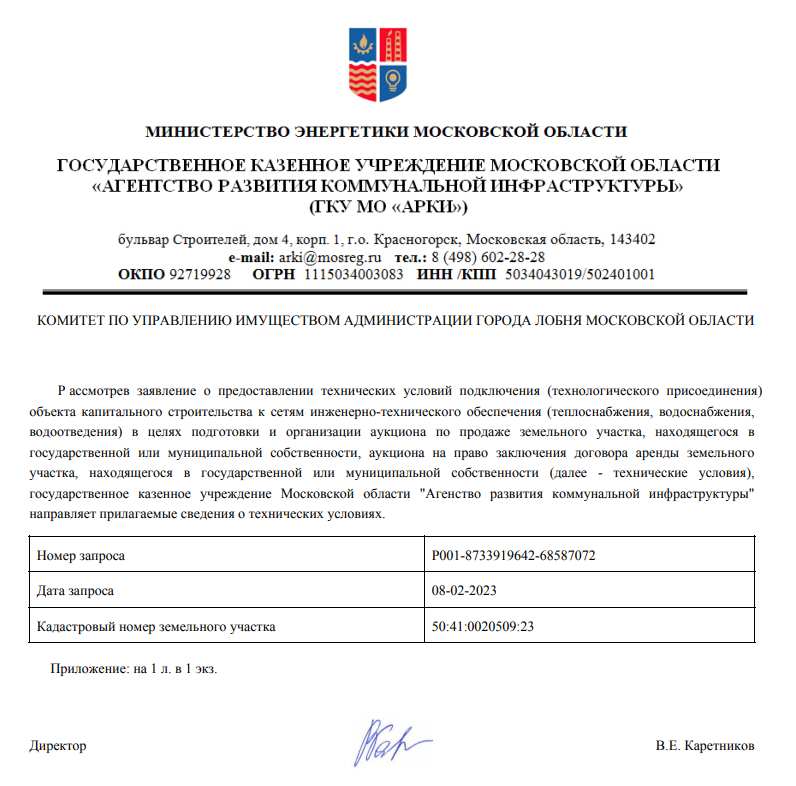 МИНИСТЕРСТВО ЭНЕРГЕТИКИ МОСКОВСКОЙ ОБЛАСТИ
ГОСУДАРСТВЕННОЕ КАЗЕННОЕ УЧРЕЖДЕНИЕ МОСКОВСКОЙ ОБЛАСТИ
«АГЕНТСТВО РАЗВИТИЯ КОММУНАЛЬНОЙ ИНФРАСТРУКТУРЫ»
(ГКУ МО «АРКИ»)
бульвар Строителей, дом 4, корп. 1, г.о. Красногорск, Московская область, 143402
e-mail: arki@mosreg.ru тел.: 8 (498) 602-28-28
ОКПО 92719928 ОГРН 1115034003083 ИНН /КПП 5034043019/502401001
КОМИТЕТ ПО УПРАВЛЕНИЮ ИМУЩЕСТВОМ АДМИНИСТРАЦИИ ГОРОДА ЛОБНЯ МОСКОВСКОЙ ОБЛАСТИ
Р ассмотрев заявление о предоставлении технических условий подключения (технологического присоединения)
объекта капитального строительства к сетям инженерно-технического обеспечения (теплоснабжения, водоснабжения,
водоотведения) в целях подготовки и организации аукциона по продаже земельного участка, находящегося в
государственной или муниципальной собственности, аукциона на право заключения договора аренды земельного
участка, находящегося в государственной или муниципальной собственности (далее - технические условия),
государственное казенное учреждение Московской области "Агенство развития коммунальной инфраструктуры"
направляет прилагаемые сведения о технических условиях.
Номер запроса P001-8733919642-68587072
Дата запроса 08-02-2023
Кадастровый номер земельного участка 50:41:0020509:23
Приложение: на 1 л. в 1 экз.
Директор В.Е. Каретников